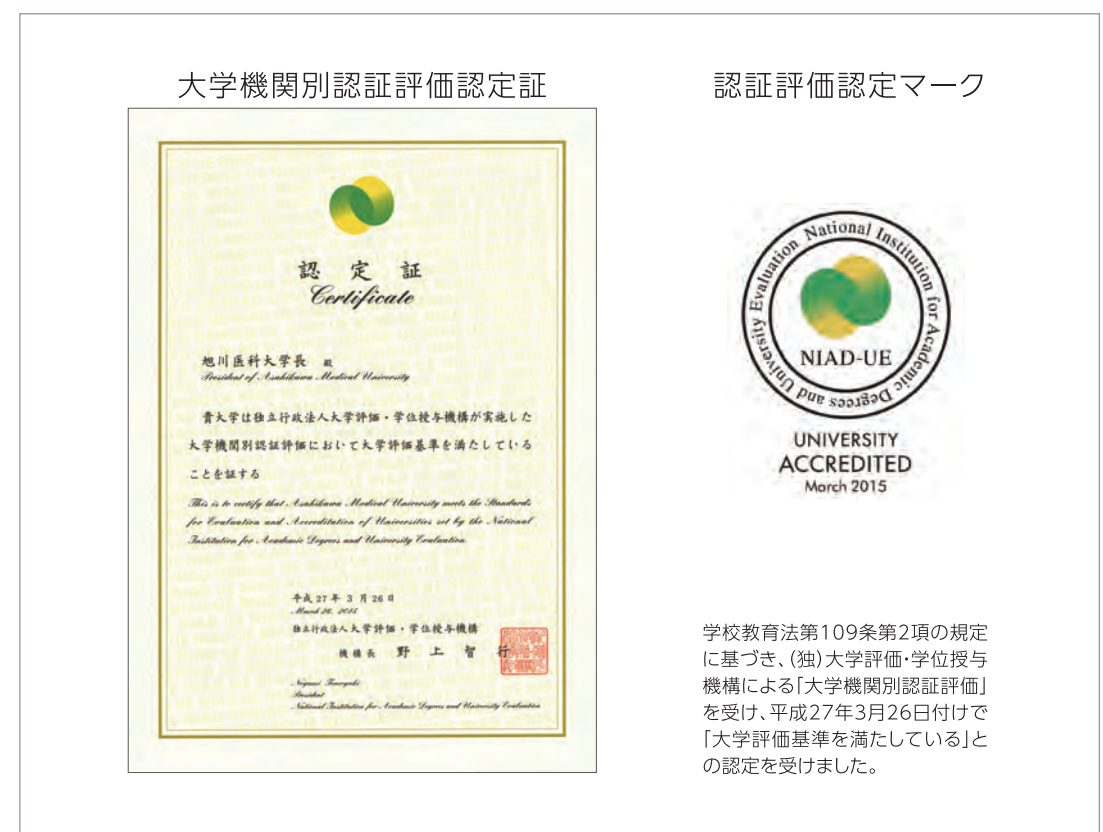 大学機関別認証評価認定証
認定証
Certificate
旭川医科大学長 殿
President of Asahikawa Medical University
貴大学は独立行政法人大学評価・学位授与機構が実施した
大学機関別認証評価において大学評価基準を満たしている
ことを証する
This is to certify that Asahikawa Medical University meets the Standards
for Evaluation and Accreditation of Universities set by the National
Institution for Academic Degrees and University Evaluation.
平成27年3月26日
March 26, 2015
独立行政法人大学評価・学位授与機構
機構長 野上智行
Nogami Tomoyuki
President
National Institution for Academic Degrees and University Evaluation
認証評価認定マーク
National Institution for Academic Degrees and University Evaluation
NIAD-UE
UNIVERSITY
ACCREDITED
March 2015
学校教育法第109条第2項の規定
に基づき、(独)大学評価・学位授与
機構による「大学機関別認証評価」
を受け、平成27年3月26日付けで
「大学評価基準を満たしている」と
の認定を受けました。